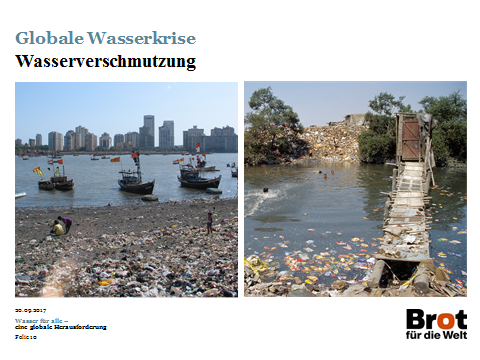 Globale Wasserkrise
Wasserverschmutzung
20.09.2017
Wasser für alle –
eine globale Herausforderung
Folie 10
Brot
für die Welt